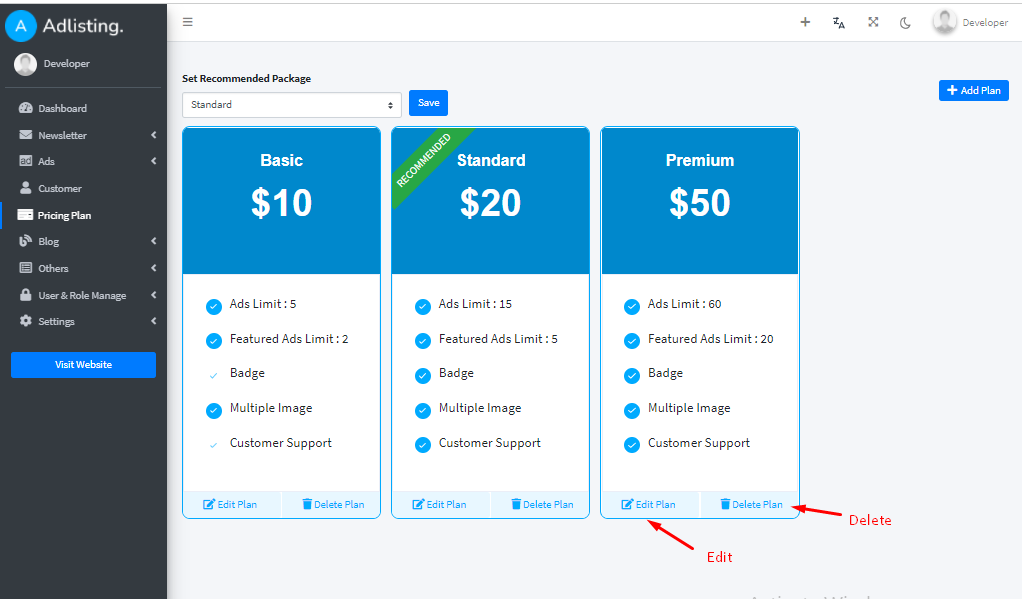 Adlisting.
Developer
Dashboard
Newsletter
Ads
Customer
Pricing Plan
Blog
Others
User & Role Manage
Settings
Visit Website
Developer
Set Recommended Package
Standard
Save
Add Plan
Basic
$10
Ads Limit : 5
Featured Ads Limit : 2
Badge
Multiple Image
Customer Support
Edit Plan
Delete Plan
RECOMMENDED
Standard
$20
Ads Limit : 15
Featured Ads Limit : 5
Badge
Multiple Image
Customer Support
Edit Plan
Delete Plan
Premium
$50
Ads Limit : 60
Featured Ads Limit : 20
Badge
Multiple Image
Customer Support
Edit Plan
Delete Plan
Delete
Edit